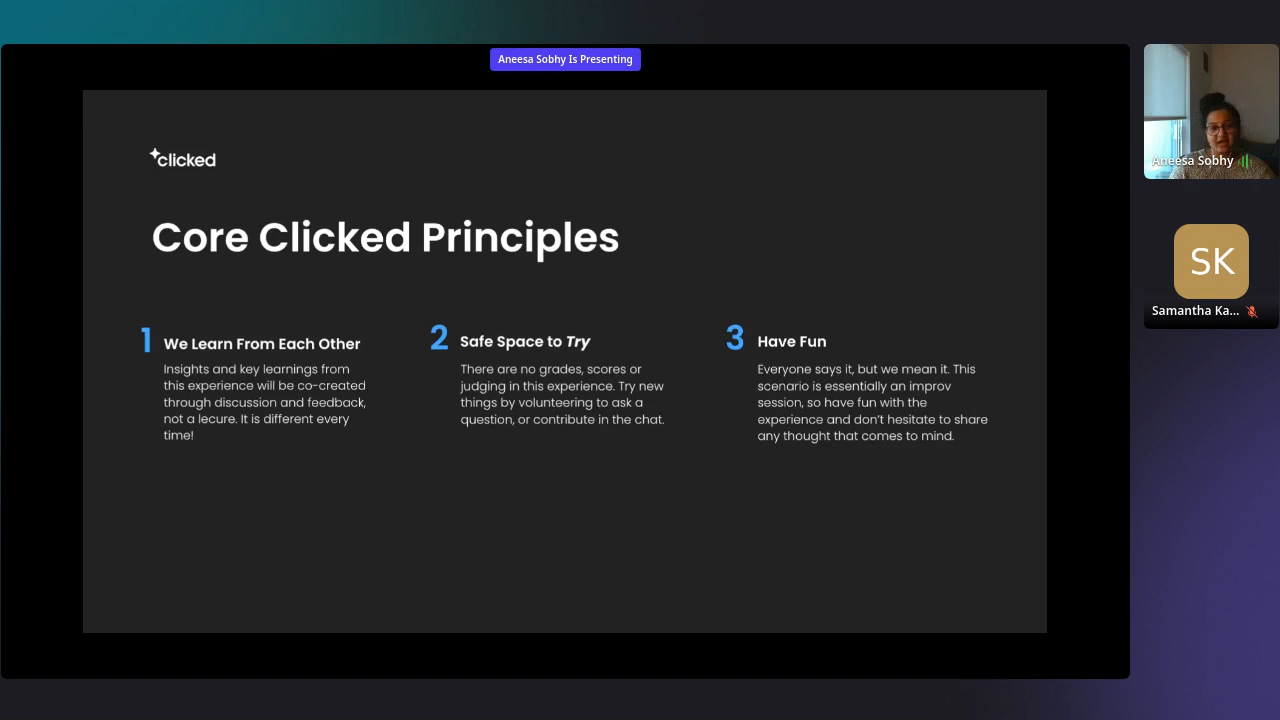 Aneesa Sobhy Is Presenting
clicked
Core Clicked Principles
1 We Learn From Each Other
Insights and key learnings from
this experience will be co-created
through discussion and feedback,
not a lecure. It is different every
time!
2 Safe Space to Try
There are no grades, scores or
judging in this experience. Try new
things by volunteering to ask a
question, or contribute in the chat.
3 Have Fun
Everyone says it, but we mean it. This
scenario is essentially an improv
session, so have fun with the
experience and don't hesitate to share
any thought that comes to mind.
Aneesa Sobhy
SK
Samantha Ka...